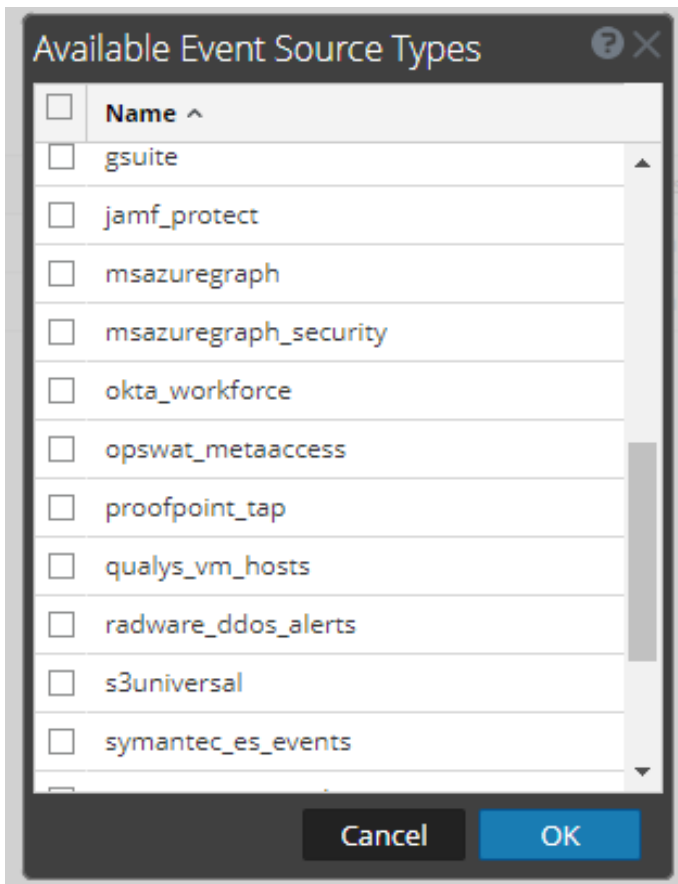 Available Event Source Types
Name
gsuite
jamf_protect
msazuregraph
msazuregraph_security
okta_workforce
opswat_metaaccess
proofpoint_tap
qualys_vm_hosts
radware_ddos_alerts
s3universal
symantec_es_events
Cancel OK